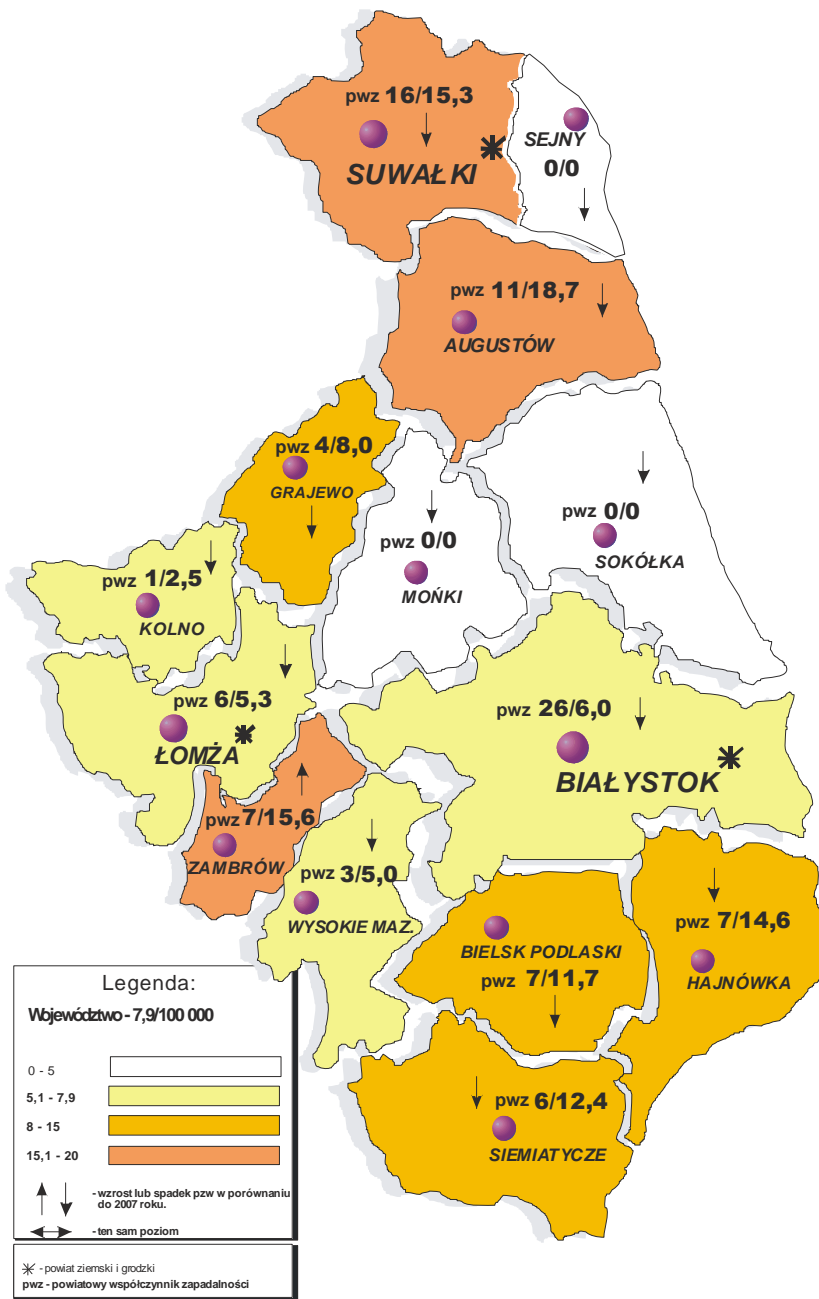 pwz 16/15,3
SUWAŁKI
SEJNY
0/0
pwz 11/18,7
AUGUSTÓW
pwz 4/8,0
GRAJEWO
pwz 0/0
MOŃKI
pwz 0/0
SOKÓŁKA
pwz 1/2,5
KOLNO
pwz 6/5,3
ŁOMŻA
pwz 26/6,0
BIAŁYSTOK
pwz 7/15,6
ZAMBRÓW
pwz 3/5,0
WYSOKIE MAZ.
BIELSK PODLASKI
pwz 7/11,7
pwz 7/14,6
HAJNÓWKA
pwz 6/12,4
SIEMIATYCZE
Legenda:
Województwo - 7,9/100 000
0 - 5
5,1 - 7,9
8 - 15
15,1 - 20
- wzrost lub spadek pzw w porównaniu
do 2007 roku.
- ten sam poziom
- powiat ziemski i grodzki
pwz - powiatowy współczynnik zapadalności